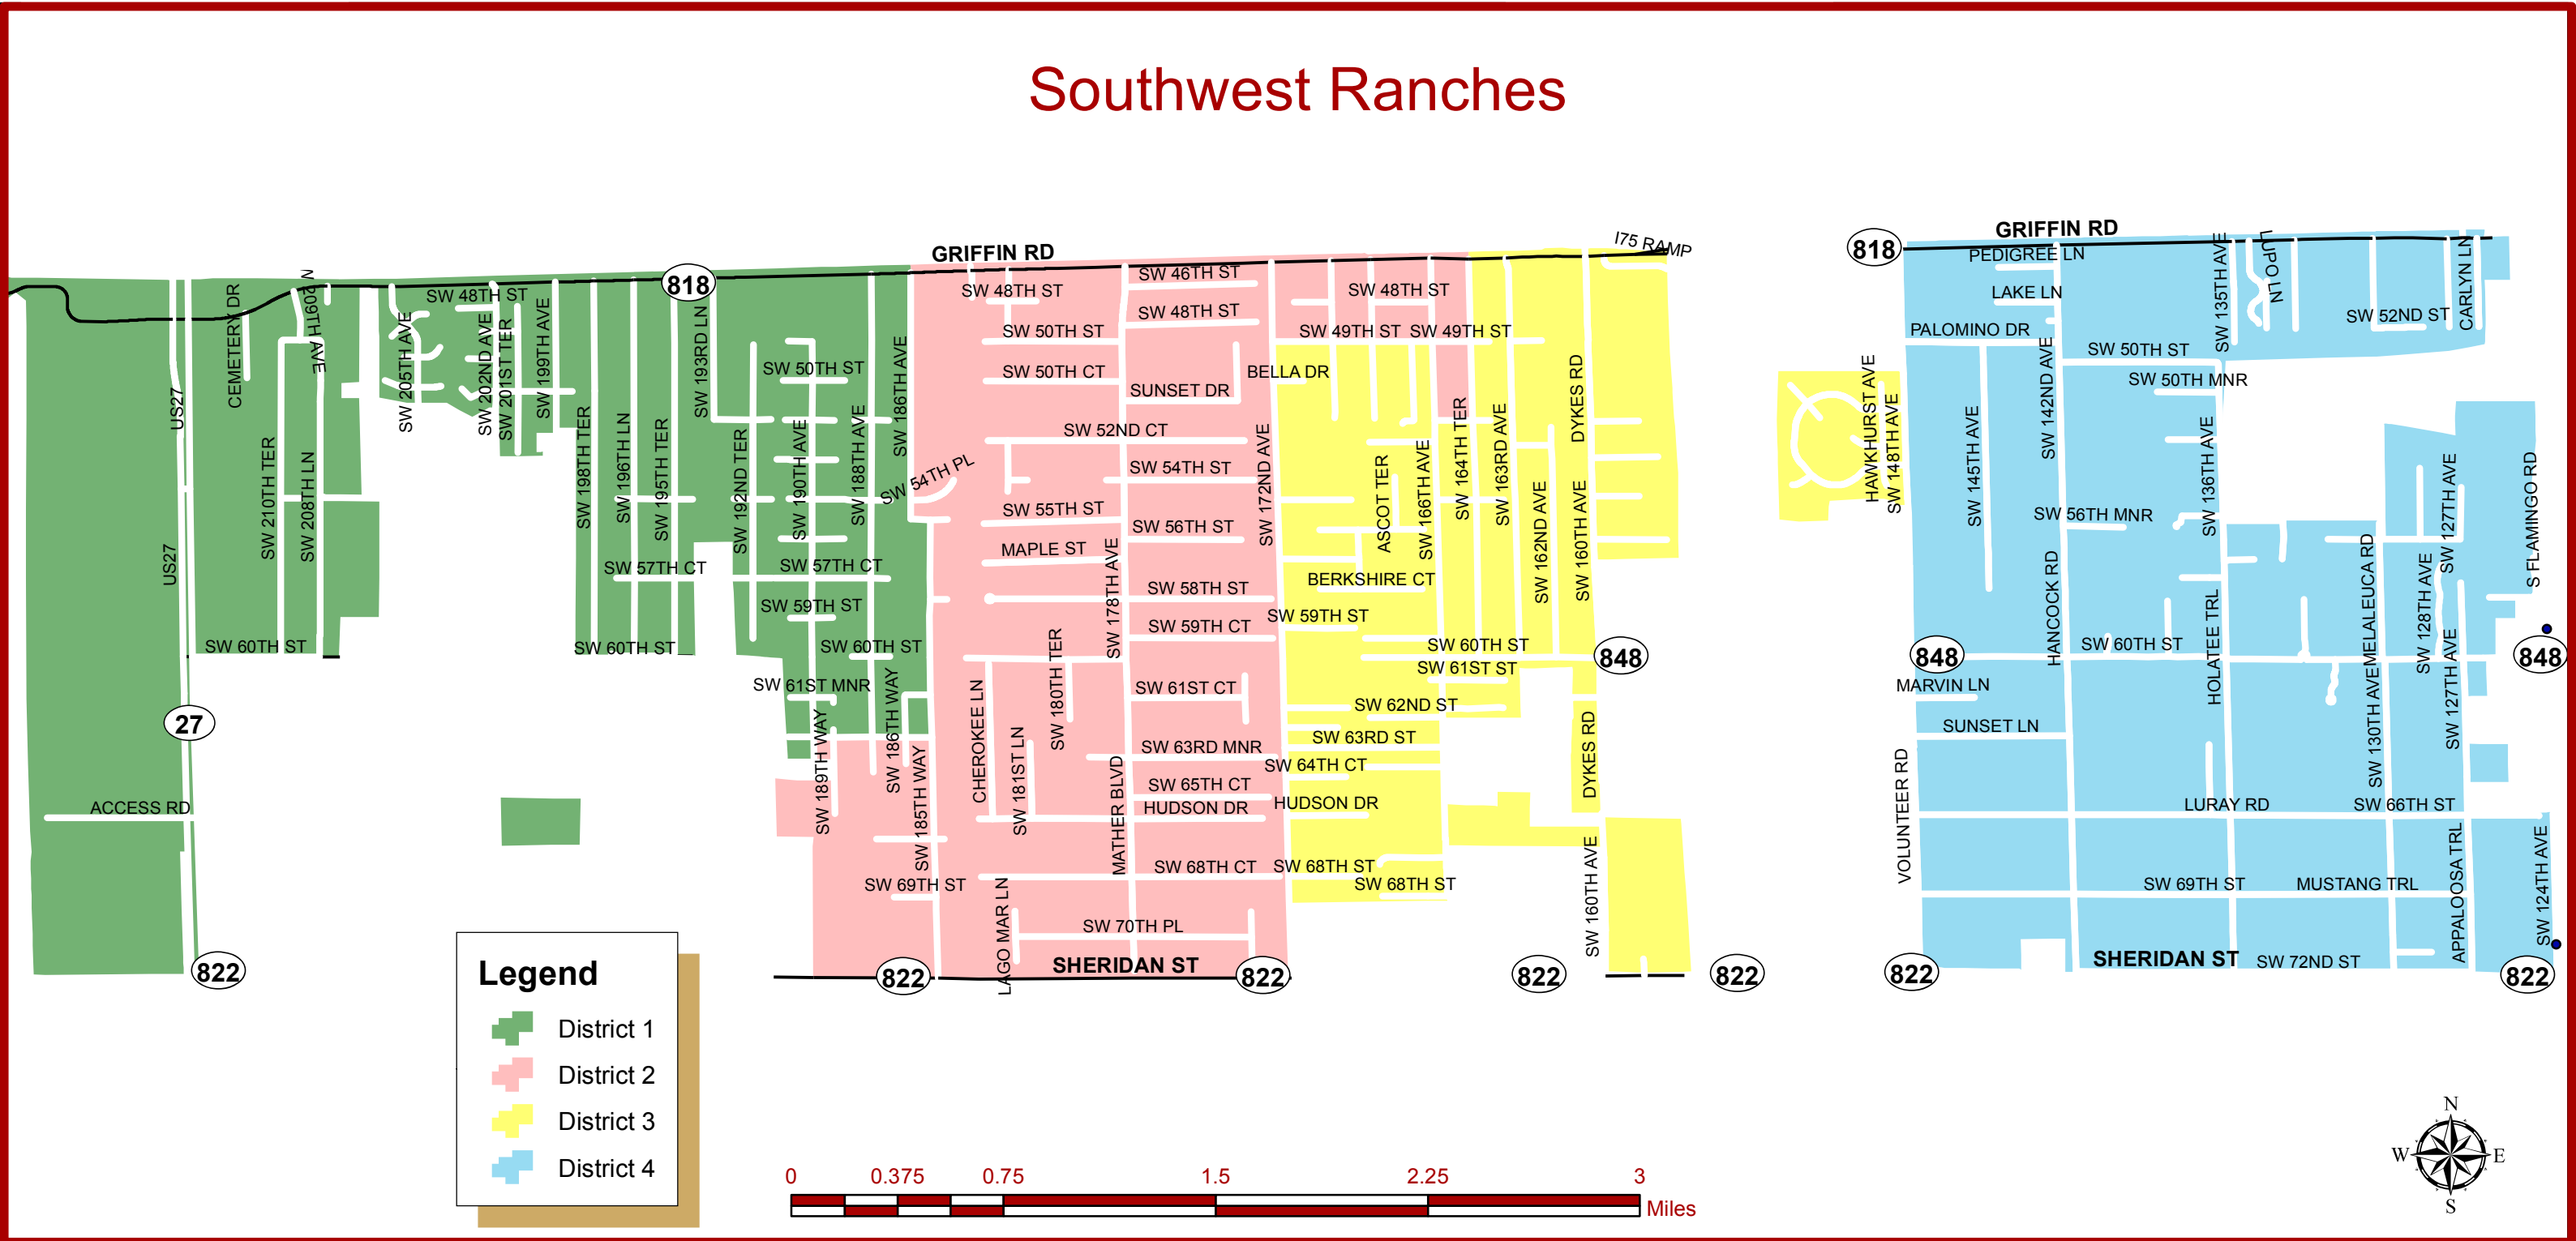 Southwest Ranches
GRIFFIN RD
818
I75 RAMP
GRIFFIN RD
818
PEDIGREE LN
LAKE LN
PALOMINO DR
SW 135TH AVE
LUPO LN
CARLYN LN
SW 52ND ST
SW 50TH ST
SW 50TH MNR
SW 142ND AVE
SW 145TH AVE
SW 136TH AVE
SW 56TH MNR
HANCOCK RD
HOLATEE TRL
SW 60TH ST
MELALEUCA RD
SW 130TH AVE
SW 128TH AVE
SW 127TH AVE
SW 127TH AVE
S FLAMINGO RD
848
848
MARVIN LN
SUNSET LN
VOLUNTEER RD
LURAY RD
SW 66TH ST
SW 69TH ST
MUSTANG TRL
APPALOOSA TRL
SW 124TH AVE
SHERIDAN ST
SW 72ND ST
822
822
HAWKHURST AVE
SW 148TH AVE
CEMETERY DR
N 209TH AVE
US27
US27
SW 210TH TER
SW 208TH LN
SW 60TH ST
27
ACCESS RD
822
SW 205TH AVE
SW 48TH ST
SW 202ND AVE
SW 201ST TER
SW 199TH AVE
818
SW 198TH TER
SW 196TH LN
SW 195TH TER
SW 193RD LN
SW 192ND TER
SW 57TH CT
SW 60TH ST
SW 50TH ST
SW 190TH AVE
SW 188TH AVE
SW 186TH AVE
SW 54TH PL
SW 57TH CT
SW 59TH ST
SW 60TH ST
SW 61ST MNR
SW 189TH WAY
SW 186TH WAY
SW 185TH WAY
SW 69TH ST
SW 48TH ST
SW 46TH ST
SW 48TH ST
SW 50TH ST
SW 50TH CT
SUNSET DR
SW 52ND CT
SW 54TH ST
SW 55TH ST
SW 56TH ST
MAPLE ST
SW 178TH AVE
SW 58TH ST
SW 59TH CT
SW 180TH TER
CHEROKEE LN
SW 181ST LN
SW 61ST CT
SW 63RD MNR
SW 65TH CT
HUDSON DR
MATHER BLVD
SW 68TH CT
LAGO MAR LN
SW 70TH PL
SHERIDAN ST
822
822
SW 48TH ST
SW 49TH ST
SW 49TH ST
BELLA DR
SW 172ND AVE
ASCOT TER
SW 166TH AVE
SW 164TH TER
SW 163RD AVE
SW 162ND AVE
DYKES RD
SW 160TH AVE
BERKSHIRE CT
SW 59TH ST
SW 60TH ST
848
SW 61ST ST
SW 62ND ST
SW 63RD ST
SW 64TH CT
HUDSON DR
DYKES RD
SW 68TH ST
SW 68TH ST
SW 160TH AVE
822
822
Legend
District 1
District 2
District 3
District 4
0 0.375 0.75 1.5 2.25 3
Miles
N
W E
S